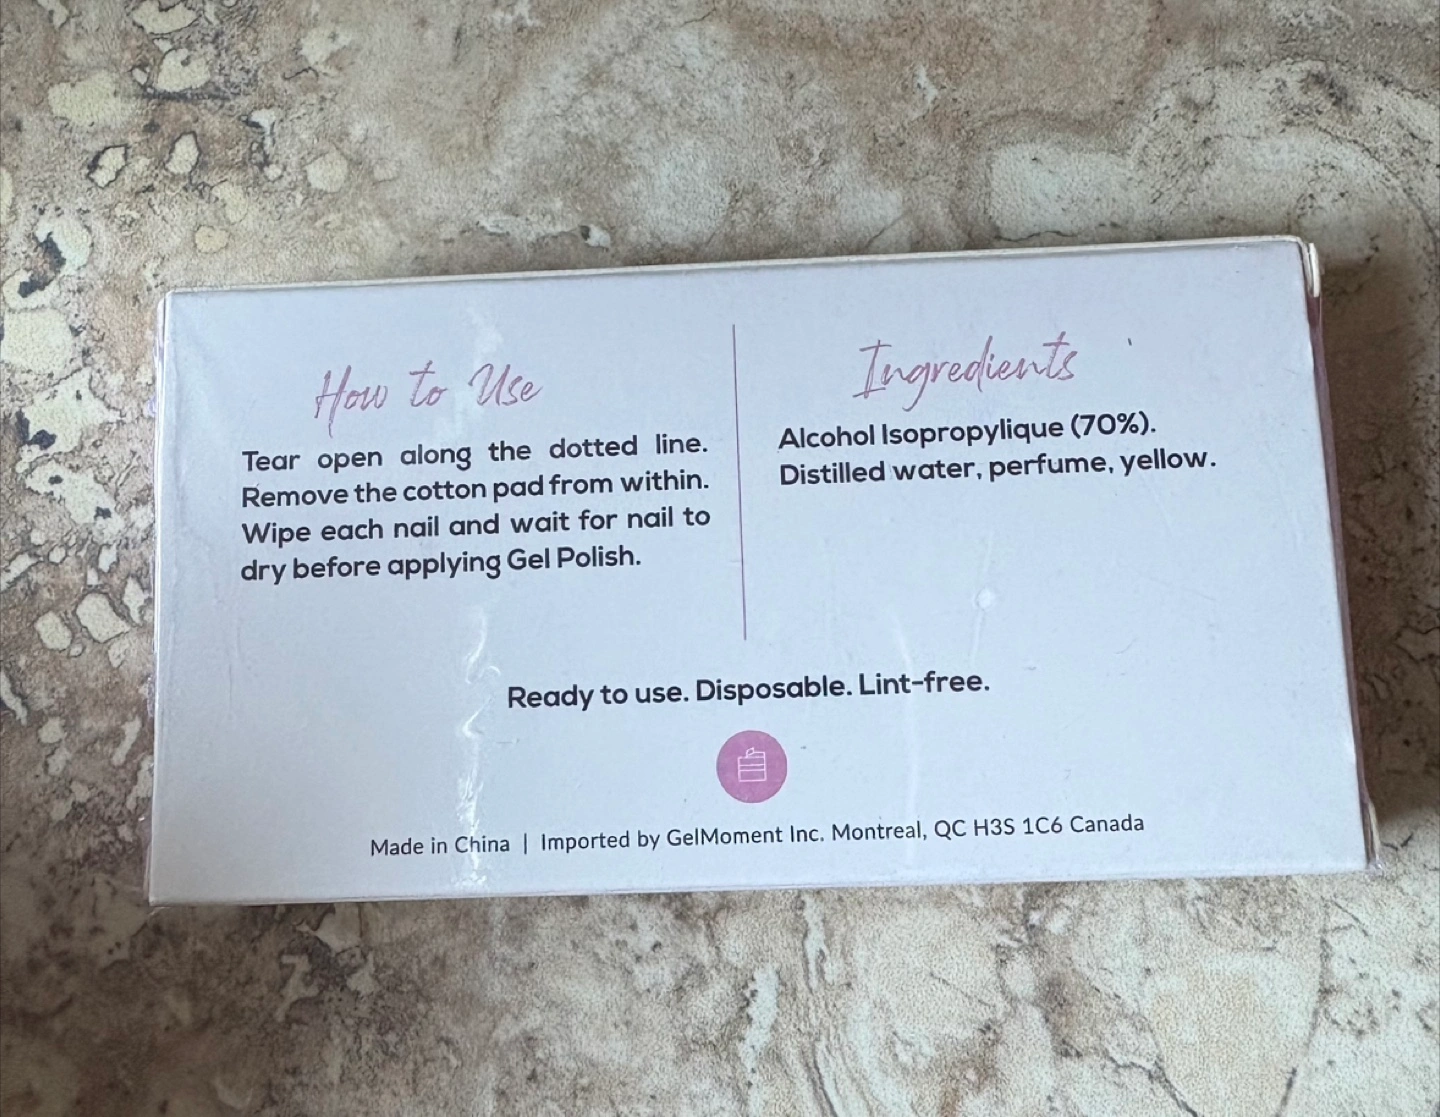 How to Use
Tear open along the dotted line.
Remove the cotton pad from within.
Wipe each nail and wait for nail to
dry before applying Gel Polish.
Ingredients
Alcohol Isopropylique (70%).
Distilled water, perfume, yellow.
Ready to use. Disposable. Lint-free.
Made in China | Imported by GelMoment Inc. Montreal, QC H3S 1C6 Canada